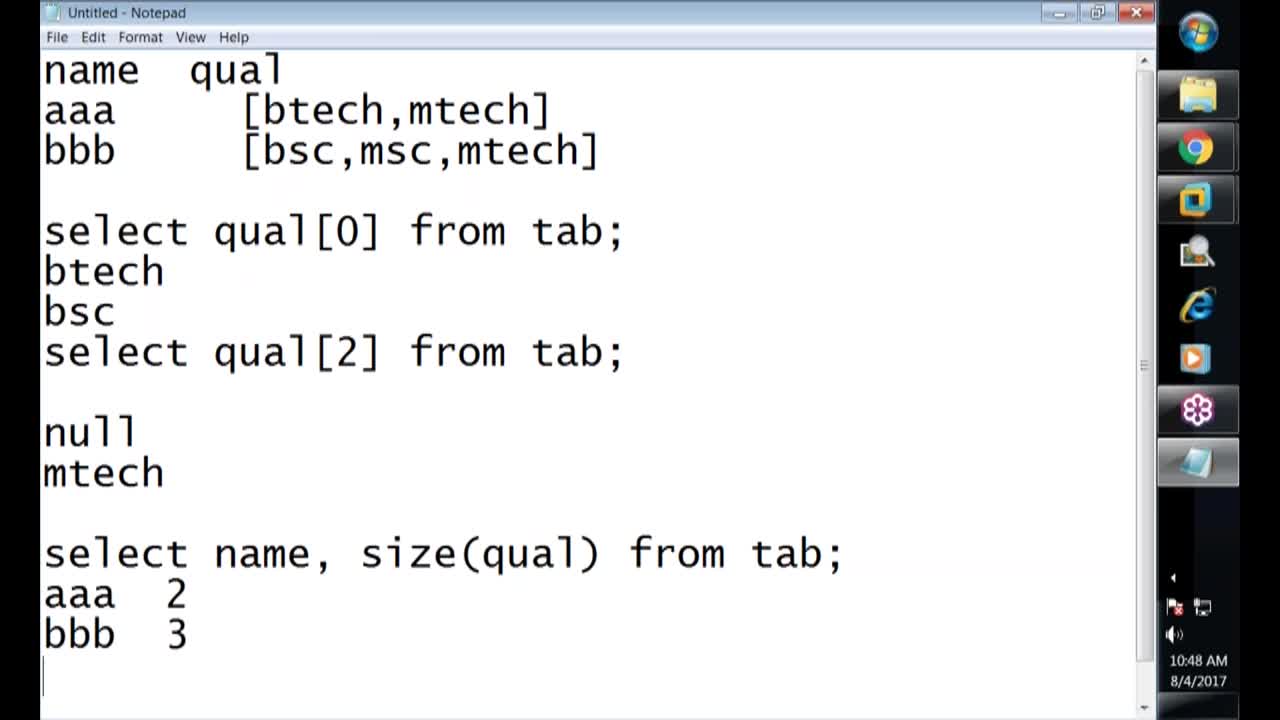 Untitled - Notepad
File Edit Format View Help
name qual
aaa [btech,mtech]
bbb [bsc,msc,mtech]
select qual[0] from tab;
btech
bsc
select qual[2] from tab;
null
mtech
select name, size(qual) from tab;
aaa 2
bbb 3
10:48 AM
8/4/2017